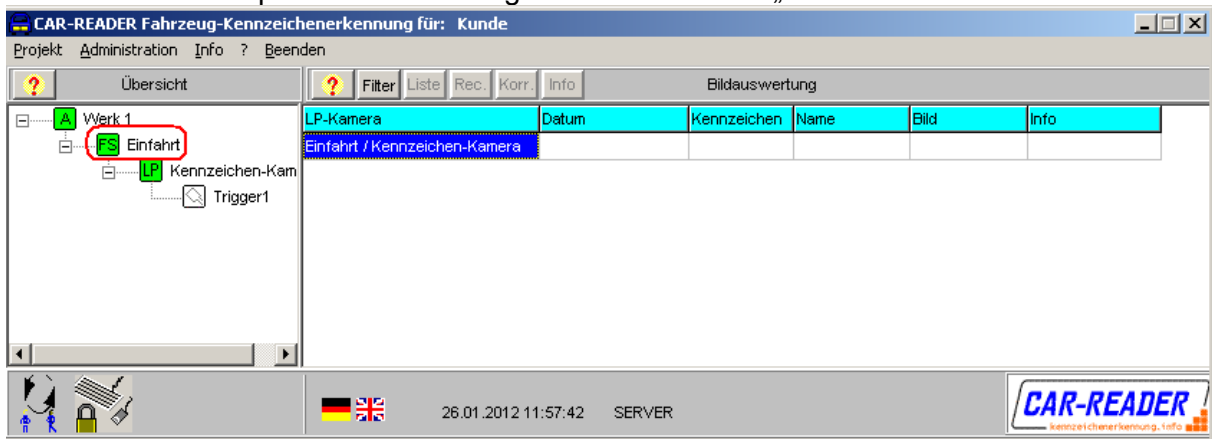 CAR-READER Fahrzeug-Kennzeichenerkennung für: Kunde
Projekt Administration Info ? Beenden
? Übersicht ? Filter Liste Rec. Korr. Info Bildauswertung
A Werk 1
FS Einfahrt
LP Kennzeichen-Kam
Trigger1
LP-Kamera Datum Kennzeichen Name Bild Info
Einfahrt / Kennzeichen-Kamera
26.01.2012 11:57:42 SERVER
CAR-READER
kennzeichenerkennung.info